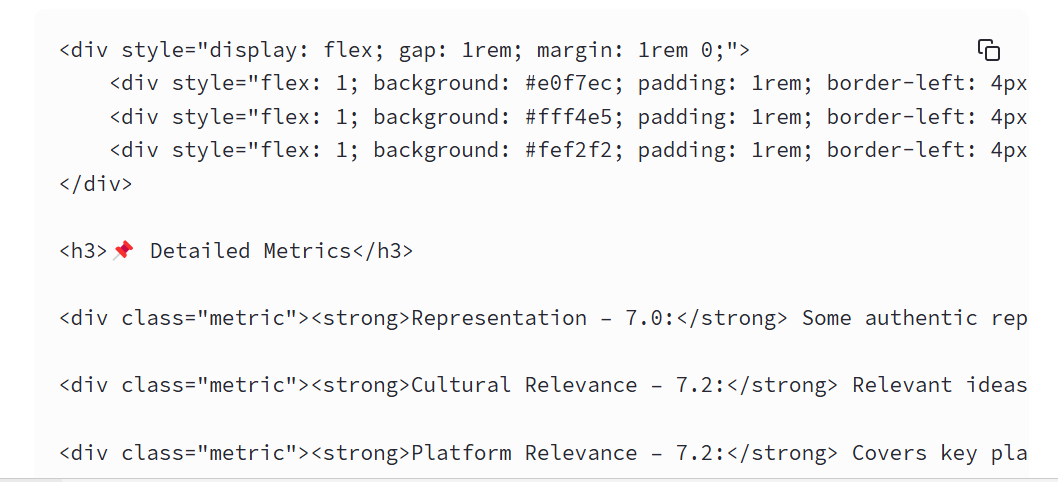 <div style="display: flex; gap: 1rem; margin: 1rem 0;">
<div style="flex: 1; background: #e0f7ec; padding: 1rem; border-left: 4px
<div style="flex: 1; background: #fff4e5; padding: 1rem; border-left: 4px
<div style="flex: 1; background: #fef2f2; padding: 1rem; border-left: 4px
</div>
<h3>📌 Detailed Metrics</h3>
<div class="metric"><strong>Representation – 7.0:</strong> Some authentic rep
<div class="metric"><strong>Cultural Relevance – 7.2:</strong> Relevant ideas
<div class="metric"><strong>Platform Relevance – 7.2:</strong> Covers key pla